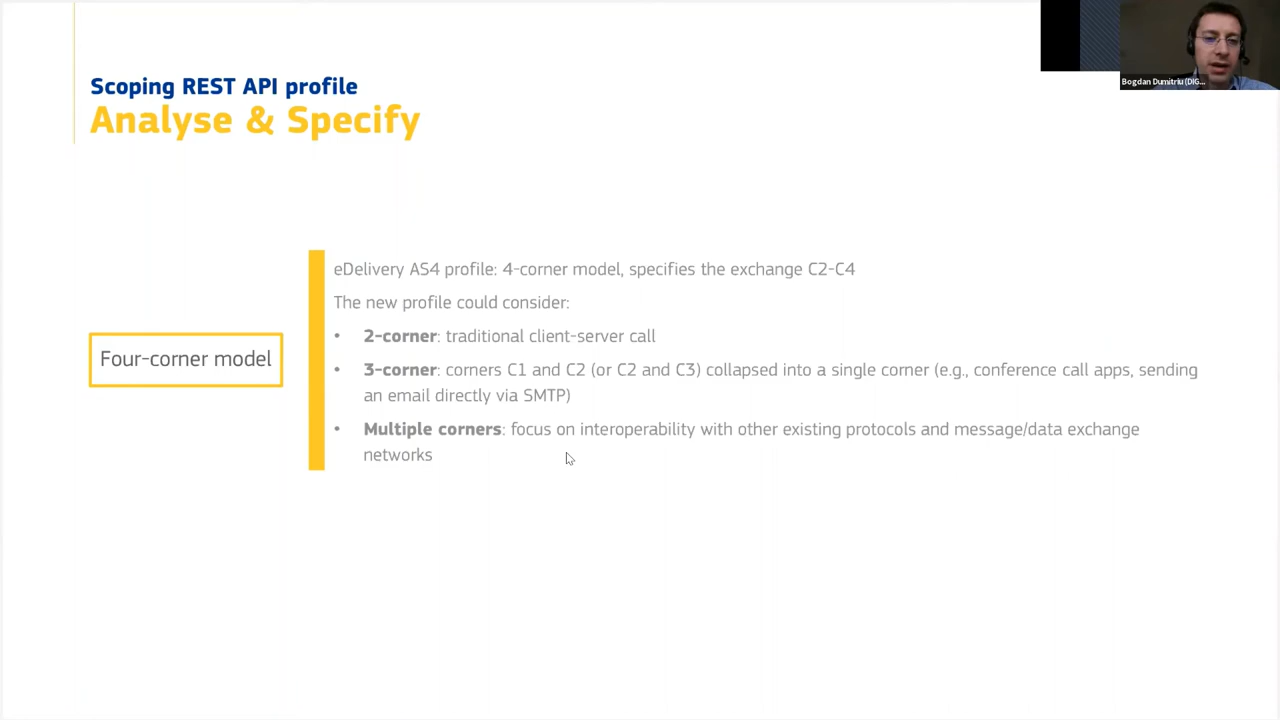 Scoping REST API profile
Analyse & Specify
Bogdan Dumitriu (DIG...
Four-corner model
eDelivery AS4 profile: 4-corner model, specifies the exchange C2-C4
The new profile could consider:
• 2-corner: traditional client-server call
• 3-corner: corners C1 and C2 (or C2 and C3) collapsed into a single corner (e.g., conference call apps, sending
an email directly via SMTP)
• Multiple corners: focus on interoperability with other existing protocols and message/data exchange
networks